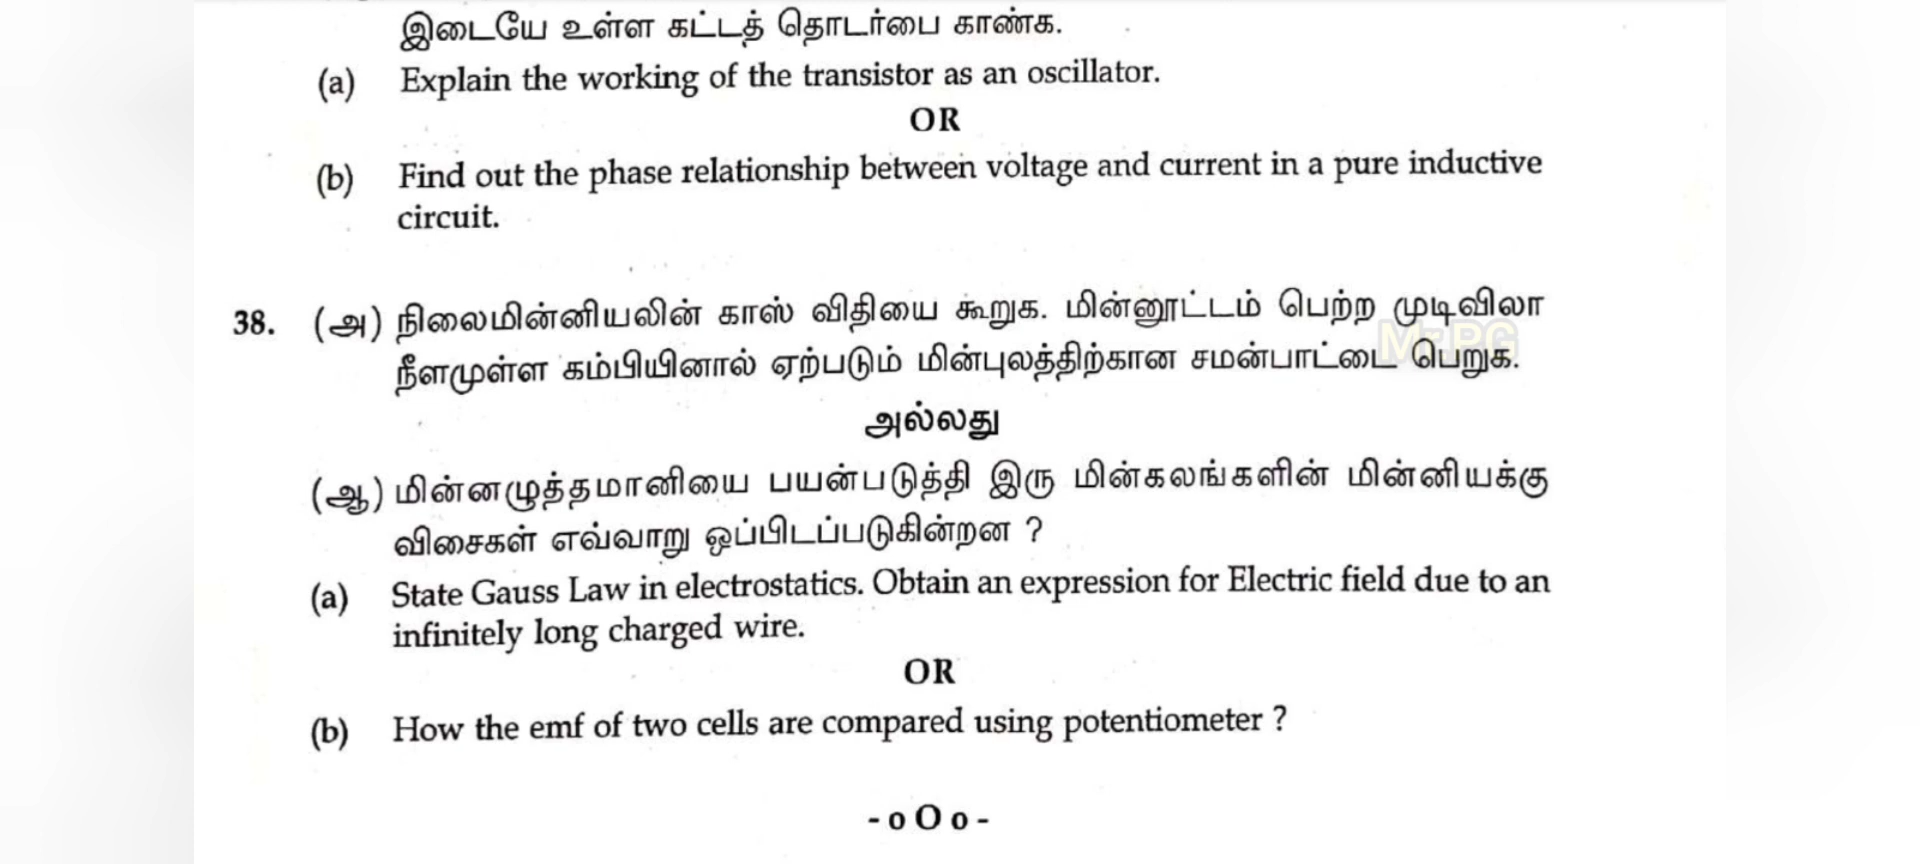 இடையே உள்ள கட்டத் தொடர்பை காண்க.
(a) Explain the working of the transistor as an oscillator.
OR
(b) Find out the phase relationship between voltage and current in a pure inductive
circuit.
38. (அ) நிலைமின்னியலின் காஸ் விதியை கூறுக. மின்னூட்டம் பெற்ற முடிவிலா
நீளமுள்ள கம்பியினால் ஏற்படும் மின்புலத்திற்கான சமன்பாட்டை பெறுக.
Mr.PG
அல்லது
(ஆ) மின்னழுத்தமானியை பயன்படுத்தி இரு மின்கலங்களின் மின்னியக்கு
விசைகள் எவ்வாறு ஒப்பிடப்படுகின்றன ?
(a) State Gauss Law in electrostatics. Obtain an expression for Electric field due to an
infinitely long charged wire.
OR
(b) How the emf of two cells are compared using potentiometer ?
- o O o -